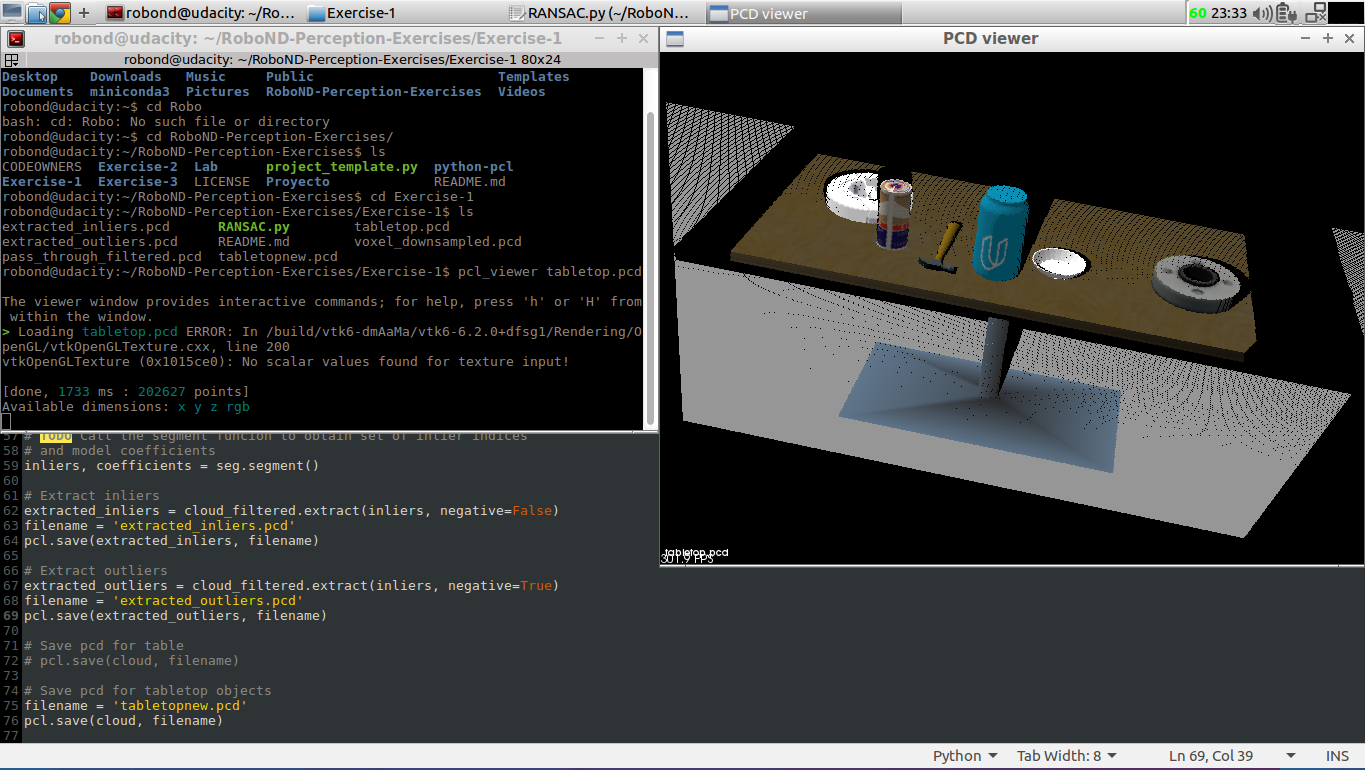 robond@udacity: ~/Ro...
Exercise-1
RANSAC.py (~/RoboN...
PCD viewer
60 23:33
robond@udacity: ~/RoboND-Perception-Exercises/Exercise-1
robond@udacity: ~/RoboND-Perception-Exercises/Exercise-1 80x24
Desktop Downloads Music Public Templates
Documents miniconda3 Pictures RoboND-Perception-Exercises Videos
robond@udacity:~$ cd Robo
bash: cd: Robo: No such file or directory
robond@udacity:~$ cd RoboND-Perception-Exercises/
robond@udacity:~/RoboND-Perception-Exercises$ ls
CODEOWNERS Exercise-2 Lab project_template.py python-pcl
Exercise-1 Exercise-3 LICENSE Proyecto README.md
robond@udacity:~/RoboND-Perception-Exercises$ cd Exercise-1
robond@udacity:~/RoboND-Perception-Exercises/Exercise-1$ ls
extracted_inliers.pcd RANSAC.py tabletop.pcd
extracted_outliers.pcd README.md voxel_downsampled.pcd
pass_through_filtered.pcd tabletopnew.pcd
robond@udacity:~/RoboND-Perception-Exercises/Exercise-1$ pcl_viewer tabletop.pcd
The viewer window provides interactive commands; for help, press 'h' or 'H' from
within the window.
> Loading tabletop.pcd ERROR: In /build/vtk6-dmAaMa/vtk6-6.2.0+dfsg1/Rendering/O
penGL/vtkOpenGLTexture.cxx, line 200
vtkOpenGLTexture (0x1015ce0): No scalar values found for texture input!
[done, 1733 ms : 202627 points]
Available dimensions: x y z rgb
57 # TODO Call the segment funcion to obtain set of inlier indices
58 # and model coefficients
59 inliers, coefficients = seg.segment()
60
61 # Extract inliers
62 extracted_inliers = cloud_filtered.extract(inliers, negative=False)
63 filename = 'extracted_inliers.pcd'
64 pcl.save(extracted_inliers, filename)
65
66 # Extract outliers
67 extracted_outliers = cloud_filtered.extract(inliers, negative=True)
68 filename = 'extracted_outliers.pcd'
69 pcl.save(extracted_outliers, filename)
70
71 # Save pcd for table
72 # pcl.save(cloud, filename)
73
74 # Save pcd for tabletop objects
75 filename = 'tabletopnew.pcd'
76 pcl.save(cloud, filename)
77
PCD viewer
tabletop.pcd
301.9 FPS
Python
Tab Width: 8
Ln 69, Col 39
INS